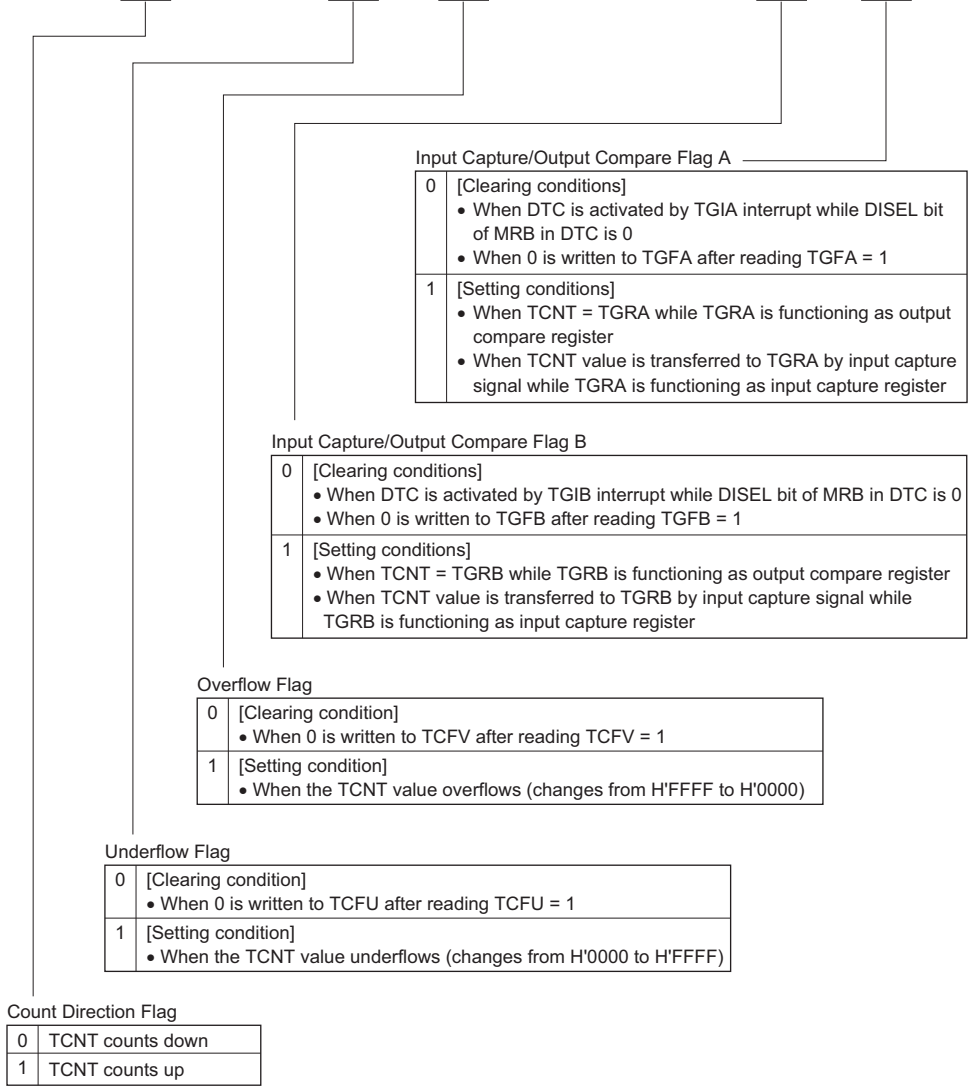 Input Capture/Output Compare Flag A
0 [Clearing conditions]
• When DTC is activated by TGIA interrupt while DISEL bit
of MRB in DTC is 0
• When 0 is written to TGFA after reading TGFA = 1
1 [Setting conditions]
• When TCNT = TGRA while TGRA is functioning as output
compare register
• When TCNT value is transferred to TGRA by input capture
signal while TGRA is functioning as input capture register
Input Capture/Output Compare Flag B
0 [Clearing conditions]
• When DTC is activated by TGIB interrupt while DISEL bit of MRB in DTC is 0
• When 0 is written to TGFB after reading TGFB = 1
1 [Setting conditions]
• When TCNT = TGRB while TGRB is functioning as output compare register
• When TCNT value is transferred to TGRB by input capture signal while
TGRB is functioning as input capture register
Overflow Flag
0 [Clearing condition]
• When 0 is written to TCFV after reading TCFV = 1
1 [Setting condition]
• When the TCNT value overflows (changes from H'FFFF to H'0000)
Underflow Flag
0 [Clearing condition]
• When 0 is written to TCFU after reading TCFU = 1
1 [Setting condition]
• When the TCNT value underflows (changes from H'0000 to H'FFFF)
Count Direction Flag
0 TCNT counts down
1 TCNT counts up